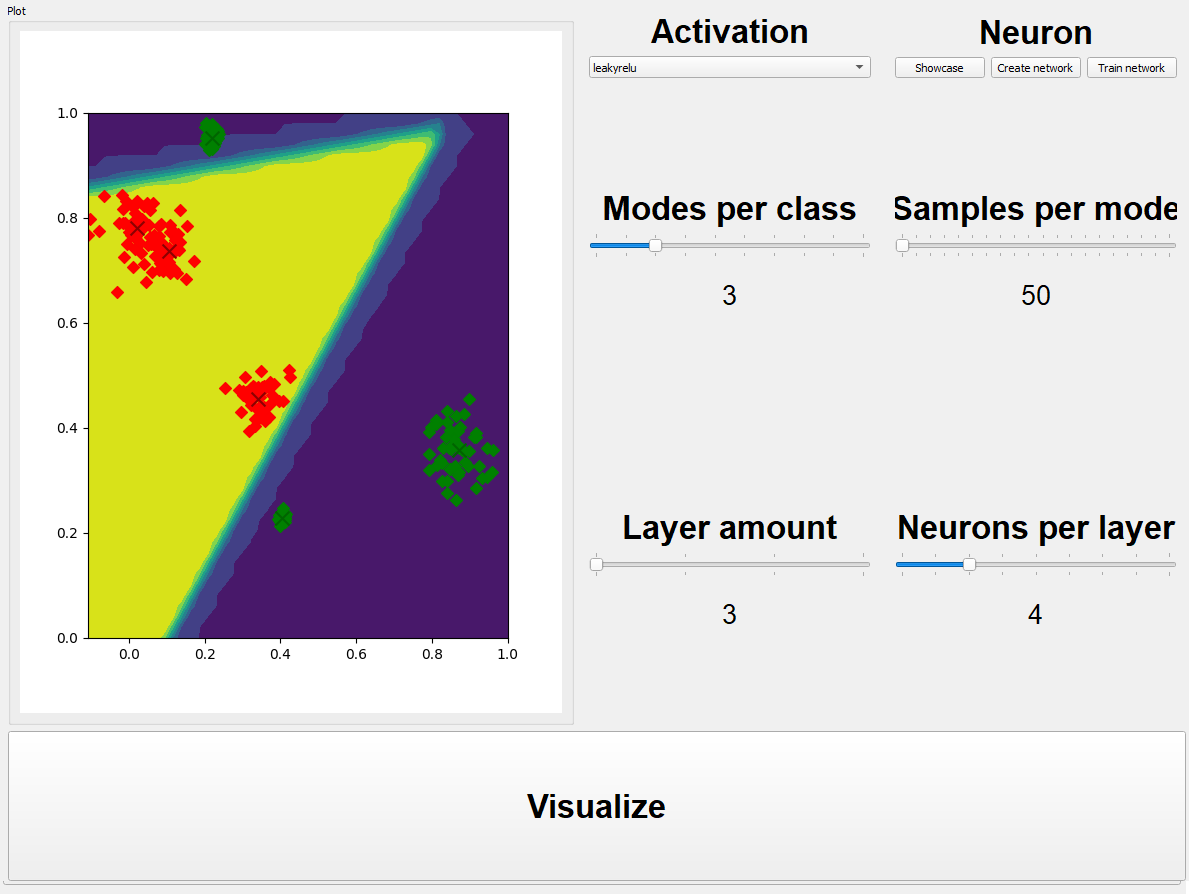 Plot
Activation
Neuron
leakyrelu
Showcase
Create network
Train network
1.0
0.8
0.6
0.4
0.2
0.0
0.0 0.2 0.4 0.6 0.8 1.0
Modes per class
Samples per mode
3
50
Layer amount
Neurons per layer
3
4
Visualize